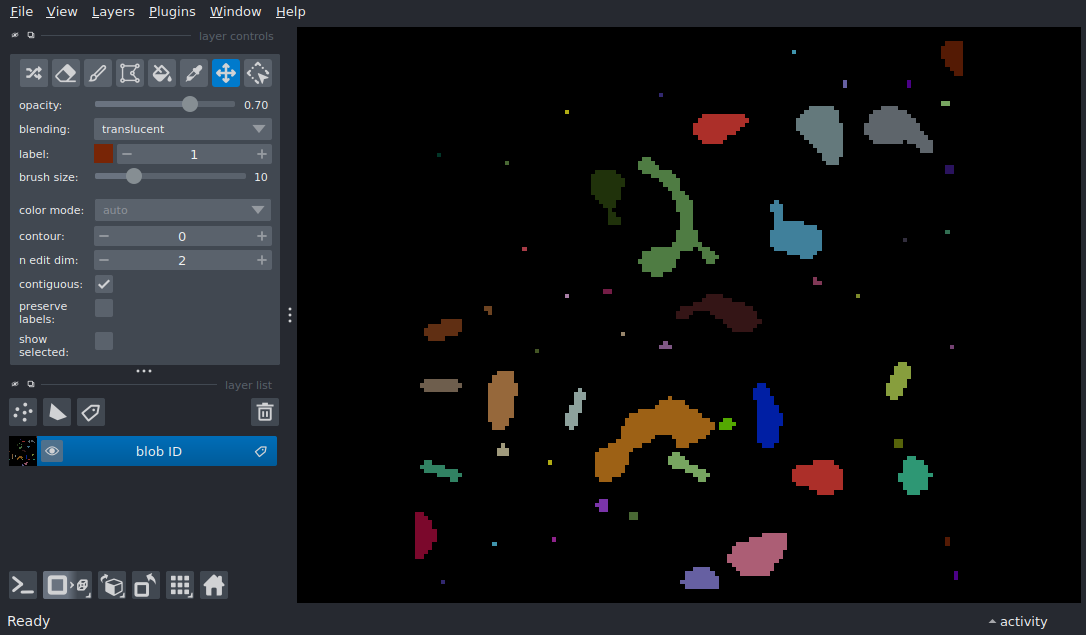 File View Layers Plugins Window Help
layer controls
opacity: 0.70
blending: translucent
label: 1
brush size: 10
color mode: auto
contour: 0
n edit dim: 2
contiguous:
preserve
labels:
show
selected:
layer list
blob ID
Ready
activity